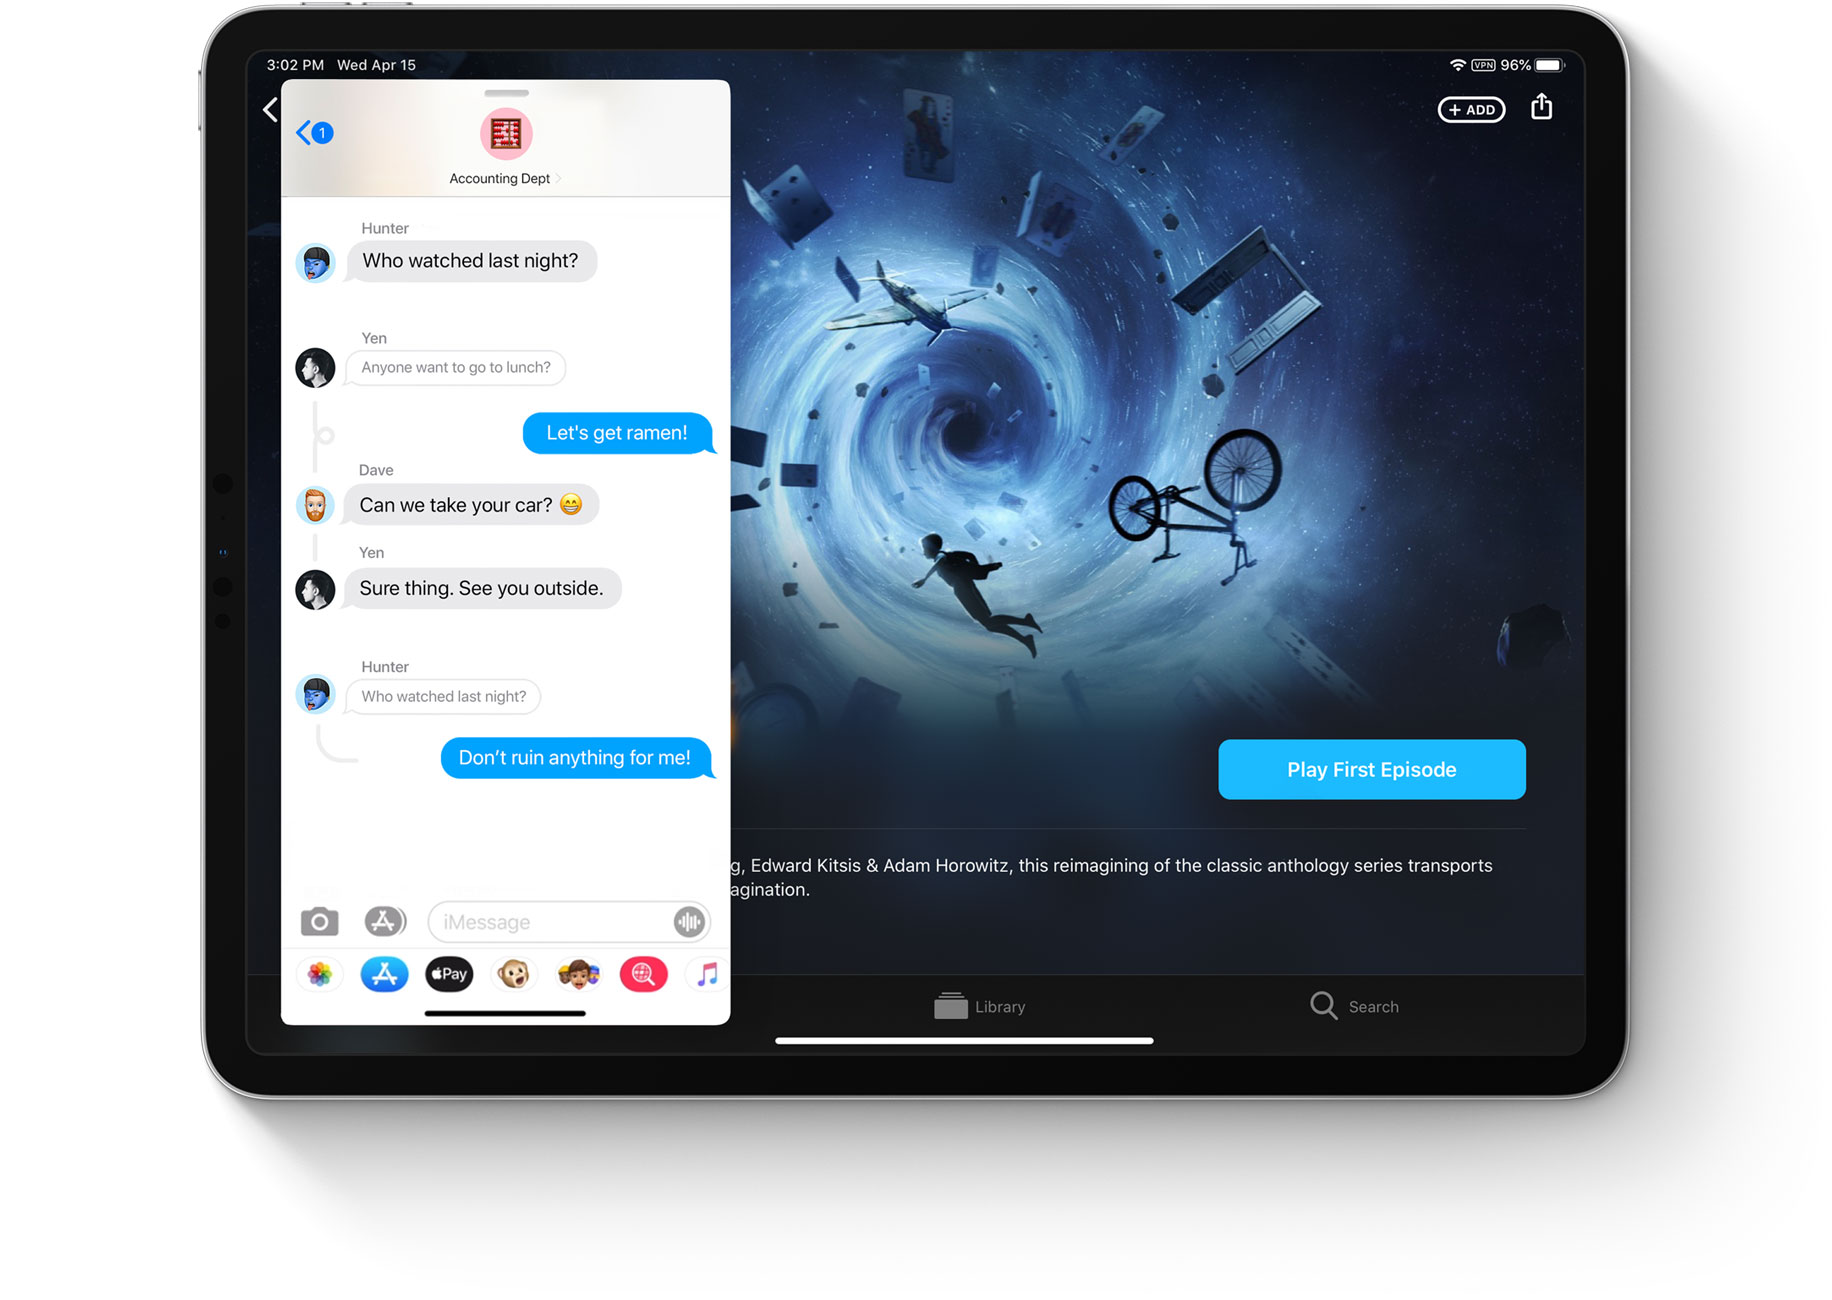 3:02 PM Wed Apr 15
VPN 96%
+ ADD
1
Accounting Dept
Hunter
Who watched last night?
Yen
Anyone want to go to lunch?
Let's get ramen!
Dave
Can we take your car? 😁
Yen
Sure thing. See you outside.
Hunter
Who watched last night?
Don’t ruin anything for me!
iMessage
Pay
Play First Episode
g, Edward Kitsis & Adam Horowitz, this reimagining of the classic anthology series transports
agination.
Library
Search